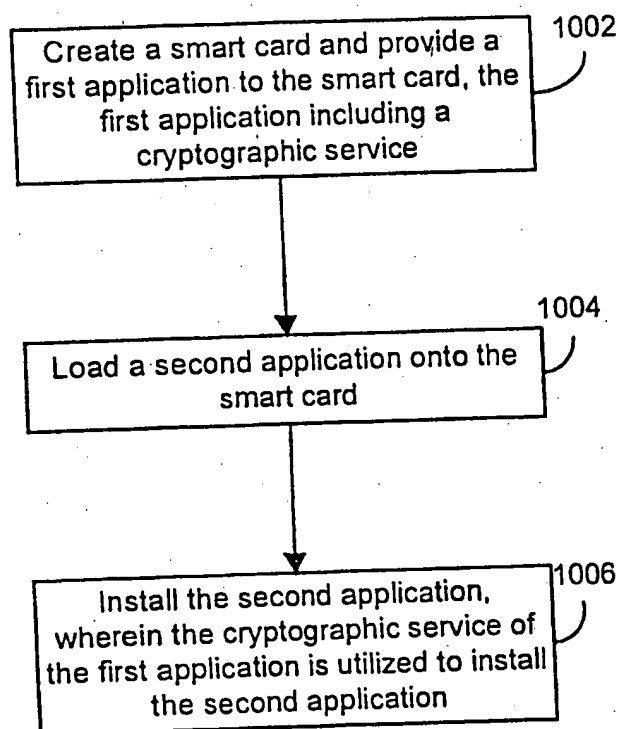 1002
Create a smart card and provide a
first application to the smart card, the
first application including a
cryptographic service
1004
Load a second application onto the
smart card
1006
Install the second application,
wherein the cryptographic service of
the first application is utilized to install
the second application